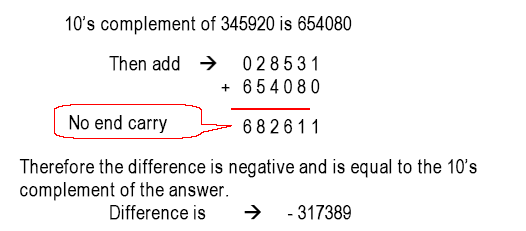 10's complement of 345920 is 654080
Then add → 0 2 8 5 3 1
+ 6 5 4 0 8 0
No end carry 6 8 2 6 1 1
Therefore the difference is negative and is equal to the 10's
complement of the answer.
Difference is → - 317389